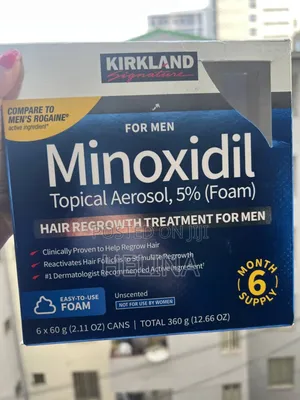 KIRKLAND
Signature
COMPARE TO
MEN'S ROGAINE®
active ingredient*
FOR MEN
Minoxidil
Topical Aerosol, 5% (Foam)
HAIR REGROWTH TREATMENT FOR MEN
POSTED ON JIJI
Clinically Proven to Help Regrow Hair
Reactivates Hair Follicles to Stimulate Regrowth
#1 Dermatologist Recommended Active Ingredient†
EASY-TO-USE
FOAM
Unscented
NOT FOR USE BY WOMEN
6 MONTH
SUPPLY
6 x 60 g (2.11 OZ) CANS | TOTAL 360 g (12.66 OZ)